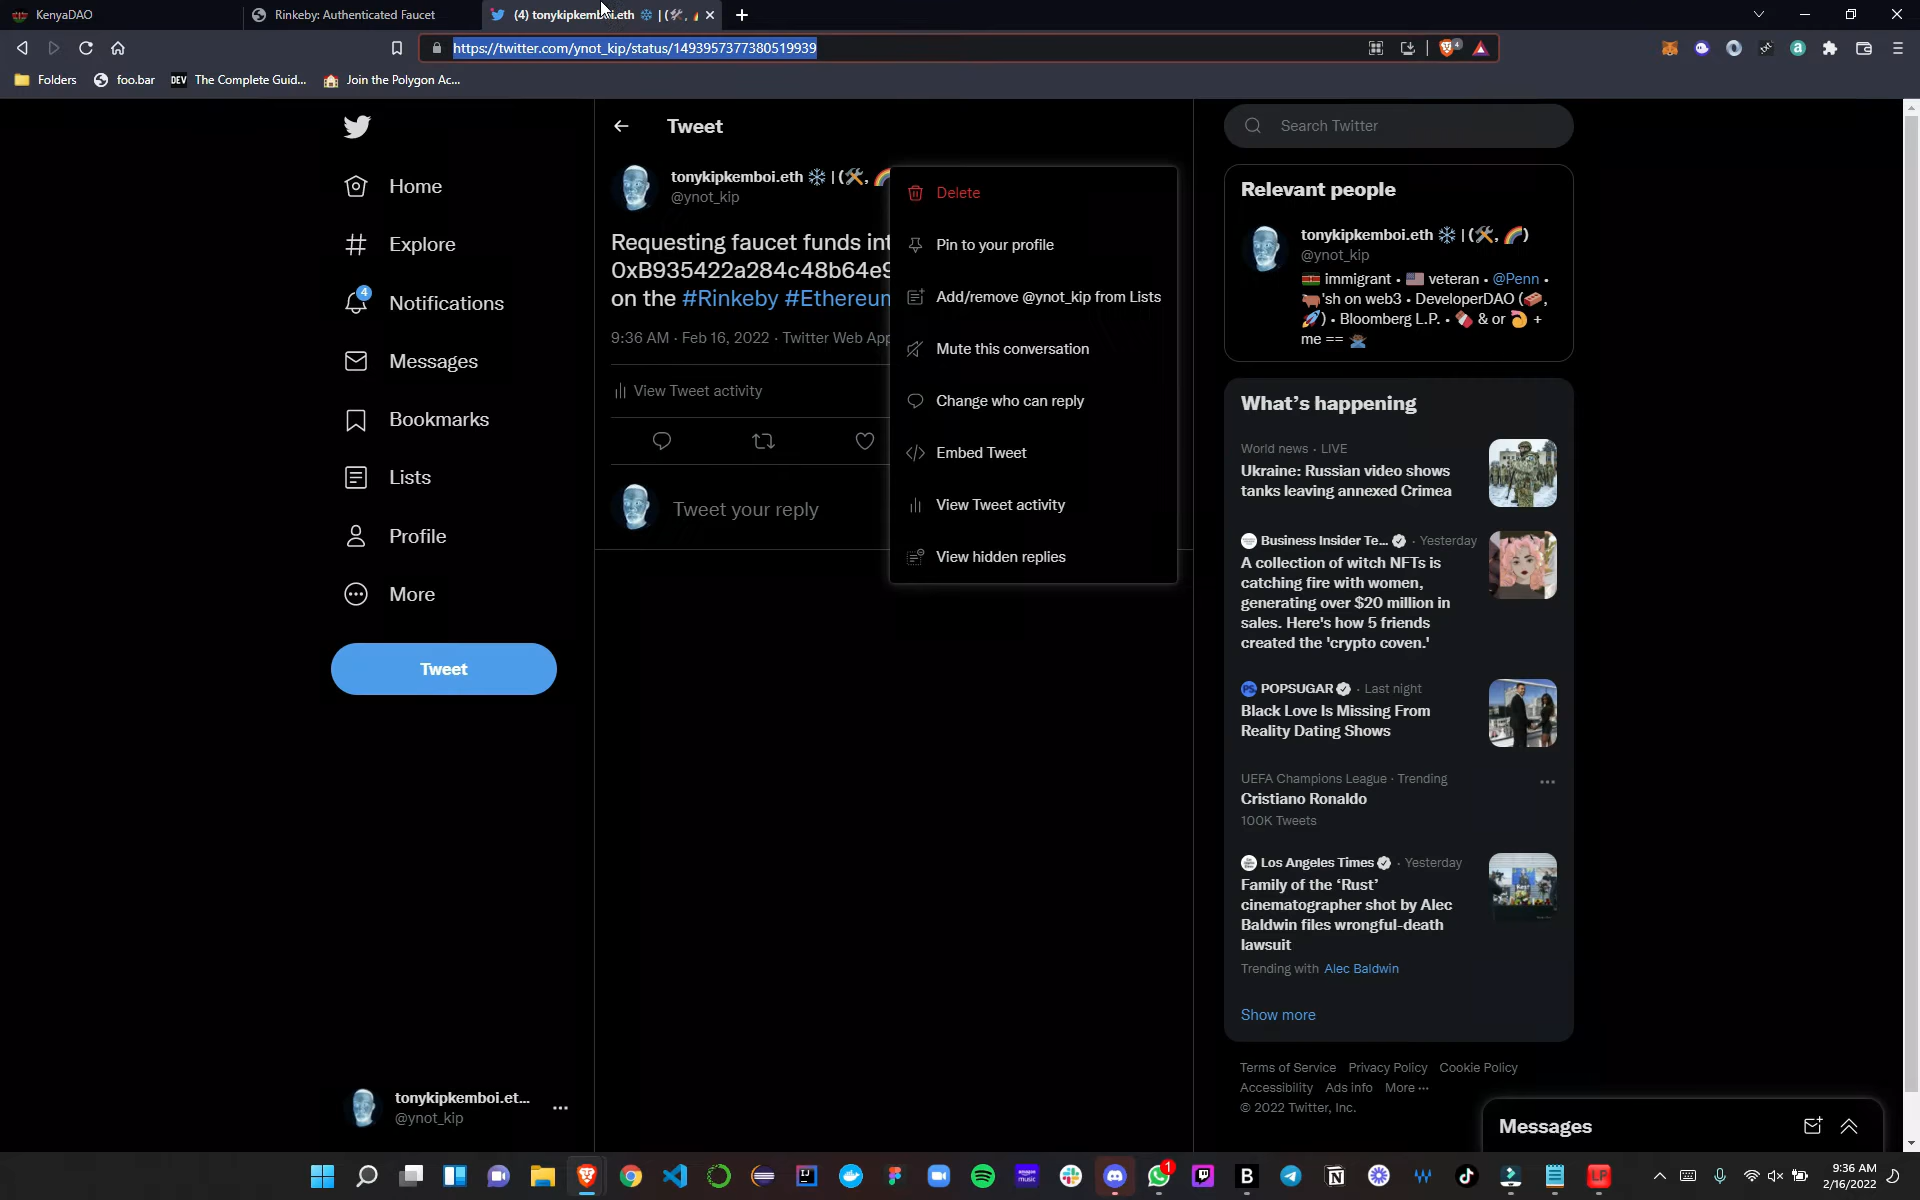 KenyaDAO
Rinkeby: Authenticated Faucet
(4) tonykipkemboi.eth ❄️ | (🛠,
https://twitter.com/ynot_kip/status/1493957377380519939
Folders
foo.bar
DEV The Complete Guid...
Join the Polygon Ac...
Home
Explore
4
Notifications
Messages
Bookmarks
Lists
Profile
More
Tweet
tonykipkemboi.et...
@ynot_kip
Tweet
tonykipkemboi.eth ❄️ | (🛠, 🌈
@ynot_kip
Requesting faucet funds int
0xB935422a284c48b64e9
on the #Rinkeby #Ethereum
9:36 AM · Feb 16, 2022 · Twitter Web App
View Tweet activity
Tweet your reply
Delete
Pin to your profile
Add/remove @ynot_kip from Lists
Mute this conversation
Change who can reply
Embed Tweet
View Tweet activity
View hidden replies
Search Twitter
Relevant people
tonykipkemboi.eth ❄️ | (🛠, 🌈)
@ynot_kip
🇰🇪 immigrant • 🇺🇸 veteran • @Penn •
🐂'sh on web3 • DeveloperDAO (🧱,
🚀) • Bloomberg L.P. • 🍫 & or 🍤 +
me == 🙅🏿‍♂️
What's happening
World news · LIVE
Ukraine: Russian video shows
tanks leaving annexed Crimea
Business Insider Te... · Yesterday
A collection of witch NFTs is
catching fire with women,
generating over $20 million in
sales. Here's how 5 friends
created the 'crypto coven.'
POPSUGAR · Last night
Black Love Is Missing From
Reality Dating Shows
UEFA Champions League · Trending
Cristiano Ronaldo
100K Tweets
Los Angeles Times · Yesterday
Family of the ‘Rust’
cinematographer shot by Alec
Baldwin files wrongful-death
lawsuit
Trending with Alec Baldwin
Show more
Terms of Service Privacy Policy Cookie Policy
Accessibility Ads info More ···
© 2022 Twitter, Inc.
Messages
9:36 AM
2/16/2022